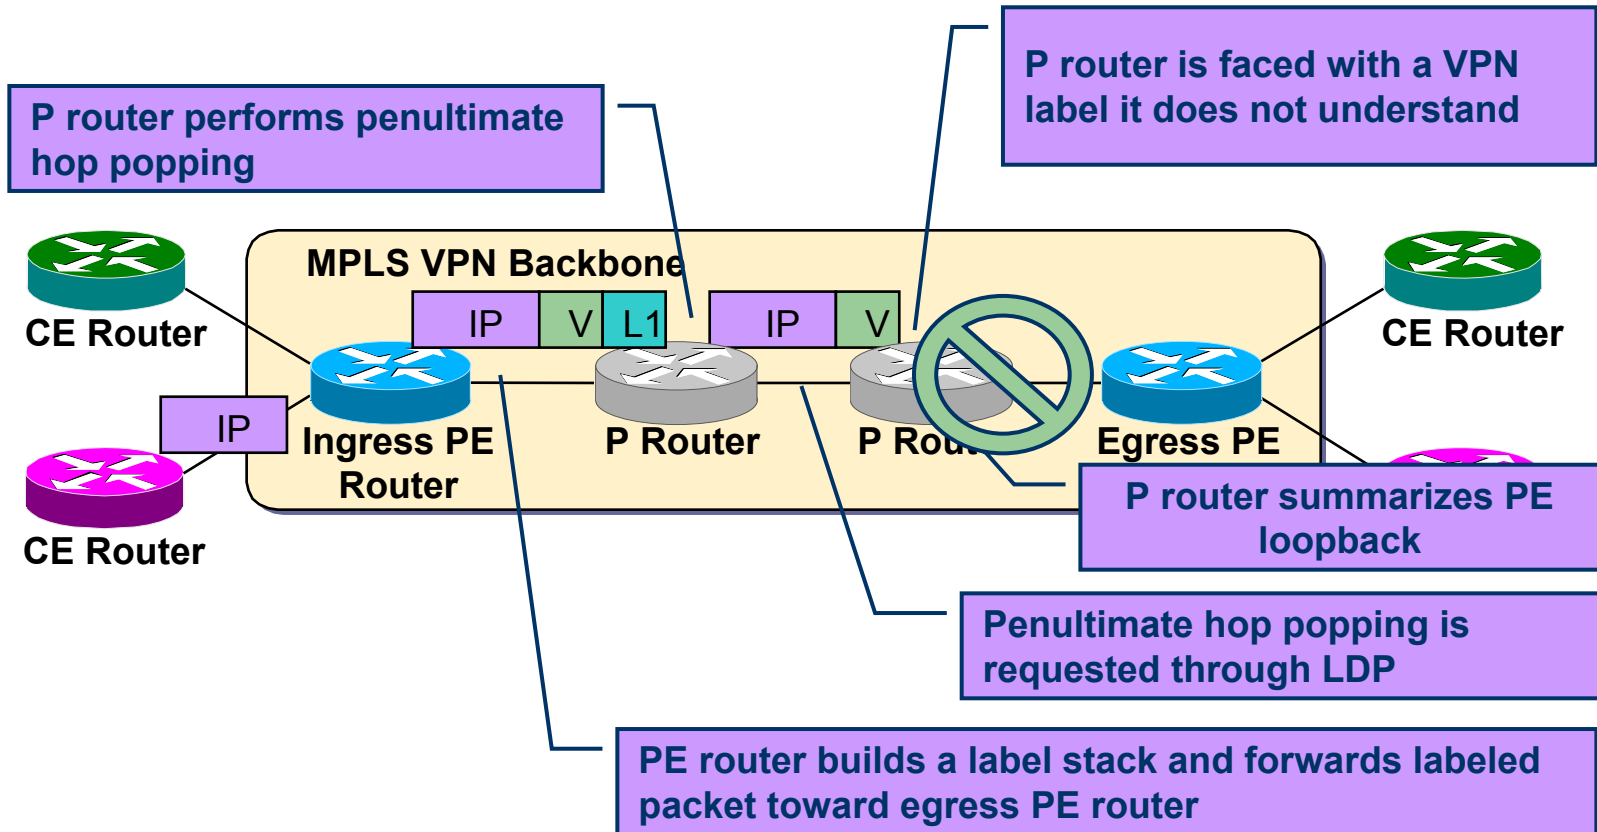 P router is faced with a VPN
label it does not understand
P router performs penultimate
hop popping
MPLS VPN Backbone
IP V L1
IP V
CE Router
CE Router
IP
Ingress PE
Router
P Router
P Rout
Egress PE
CE Router
P router summarizes PE
loopback
Penultimate hop popping is
requested through LDP
PE router builds a label stack and forwards labeled
packet toward egress PE router